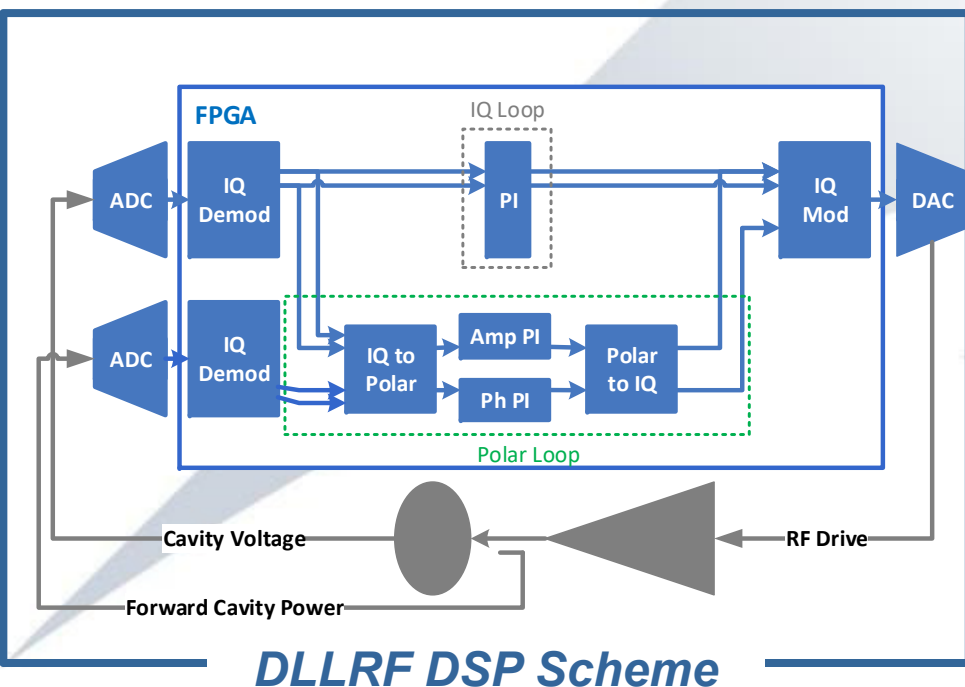 IQ Loop
FPGA
ADC
IQ
Demod
PI
IQ
Mod
DAC
ADC
IQ
Demod
IQ to
Polar
Amp PI
Ph PI
Polar
to IQ
Polar Loop
Cavity Voltage
RF Drive
Forward Cavity Power
DLLRF DSP Scheme